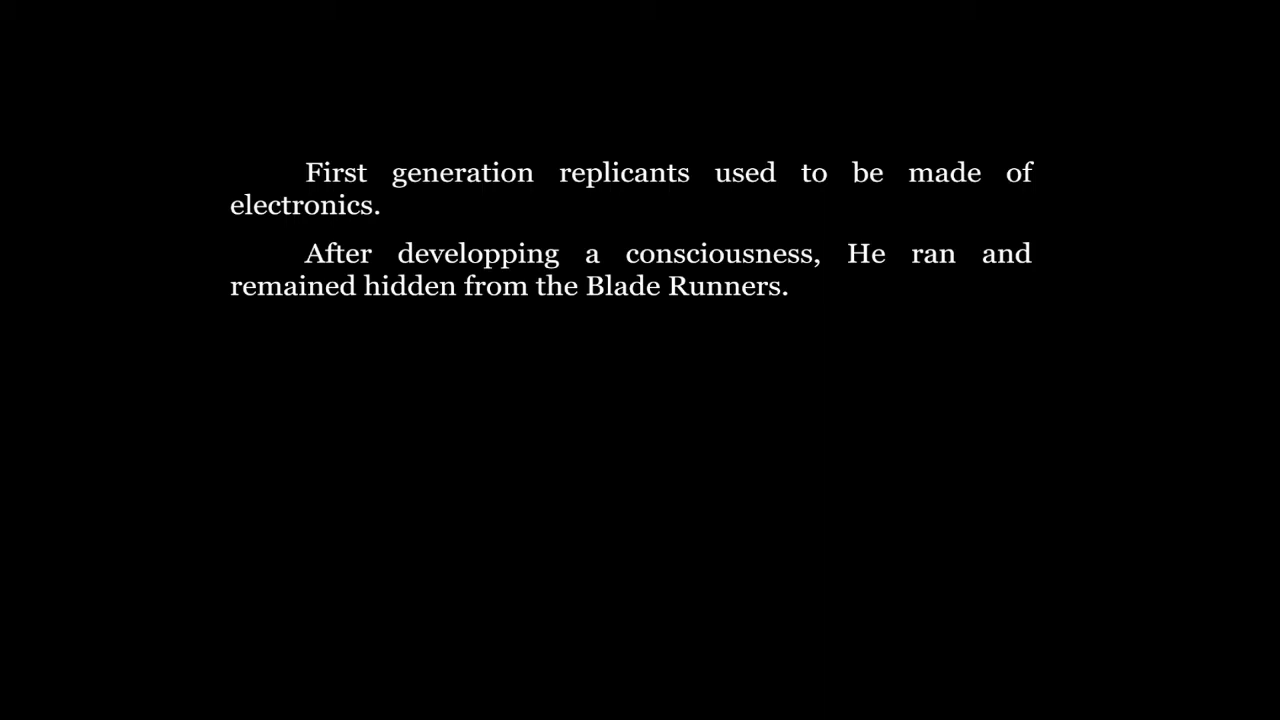 First generation replicants used to be made of
electronics.
After developping a consciousness, He ran and
remained hidden from the Blade Runners.